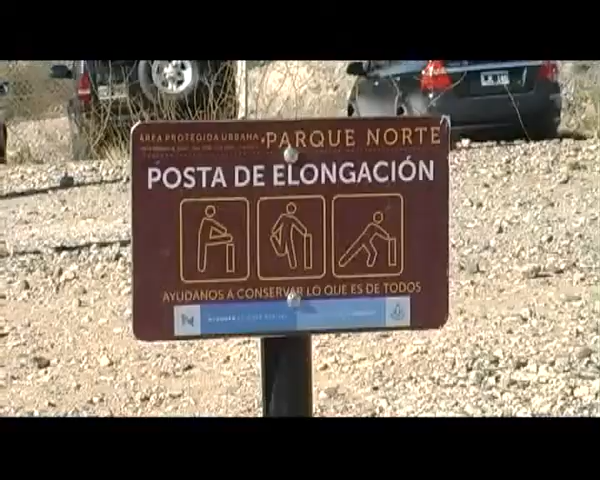 ÁREA PROTEGIDA URBANA PARQUE NORTE
POSTA DE ELONGACIÓN
AYUDANOS A CONSERVAR LO QUE ES DE TODOS